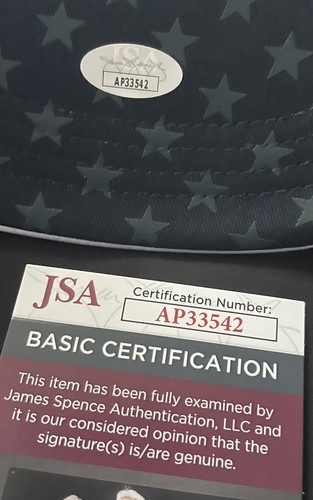 JSA
AP33542
JSA
Certification Number:
AP33542
BASIC CERTIFICATION
This item has been fully examined by
James Spence Authentication, LLC and
it is our considered opinion that the
signature(s) is/are genuine.